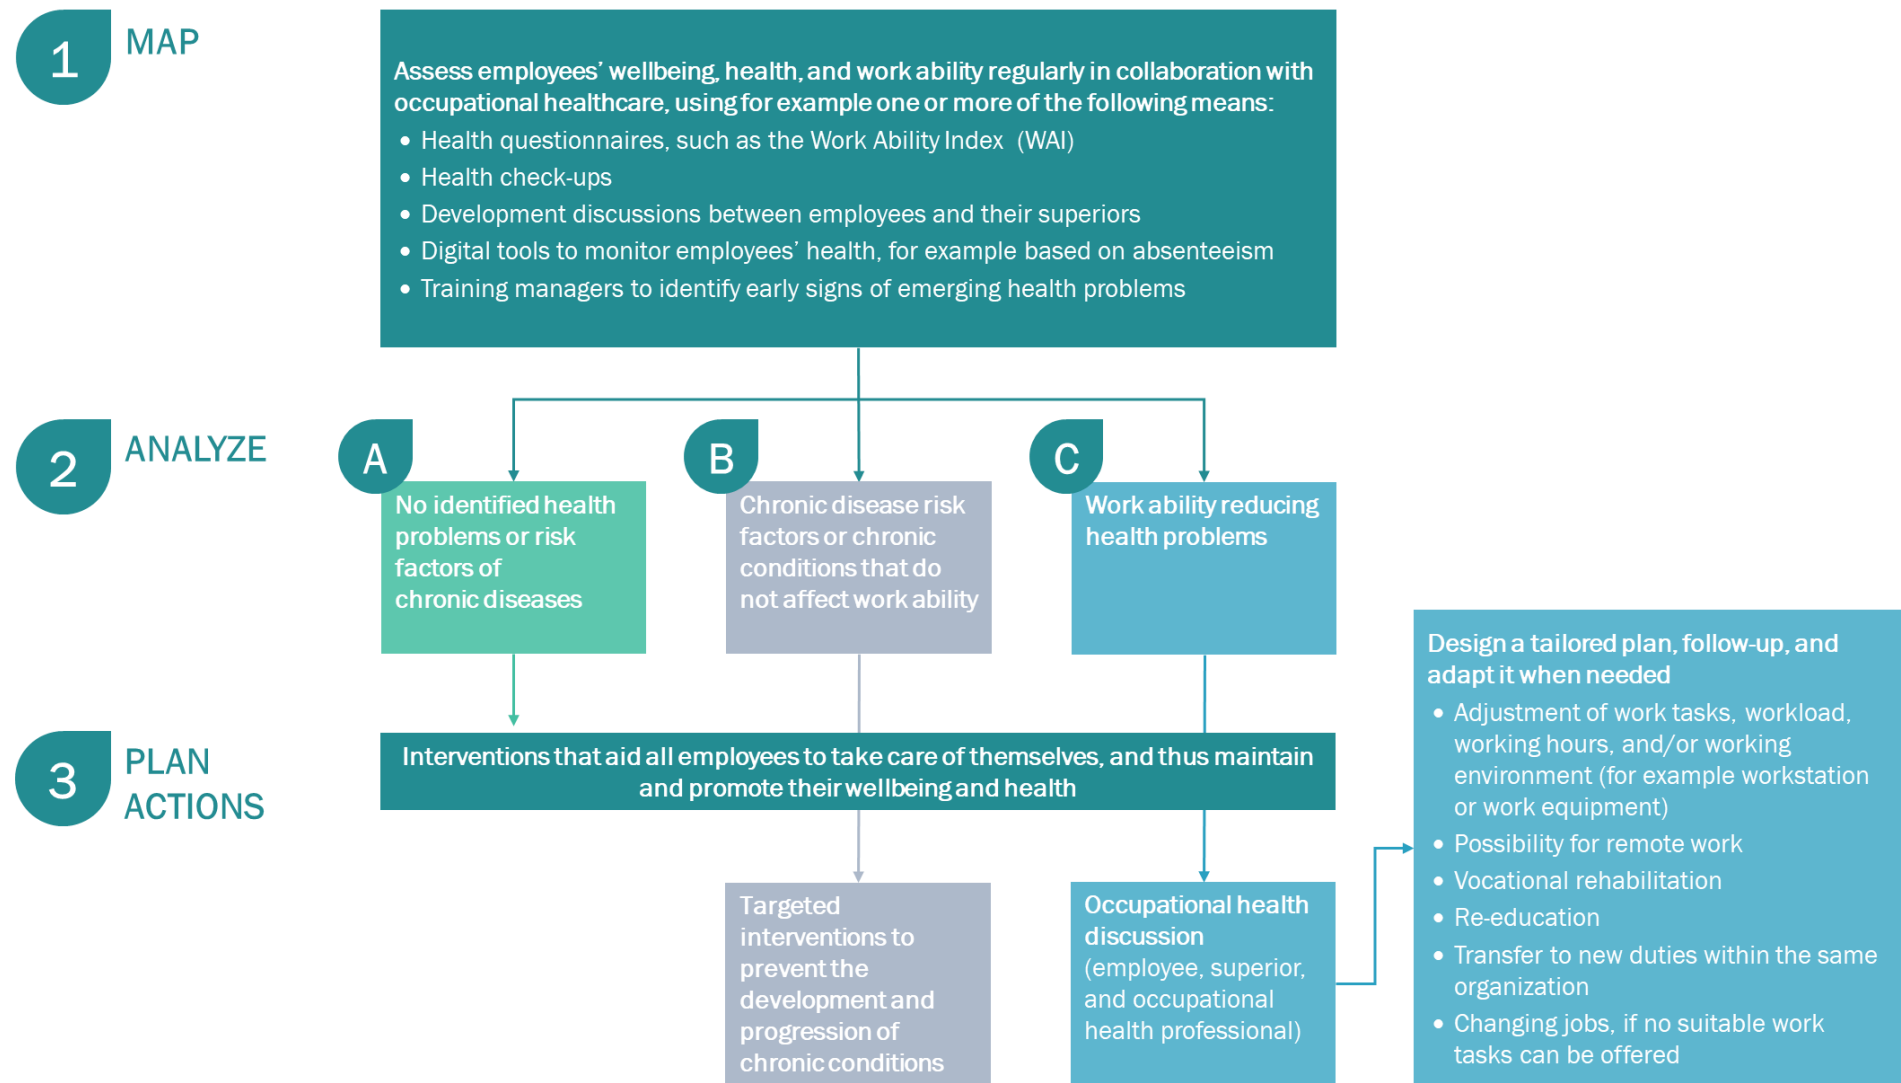 1
MAP
Assess employees’ wellbeing, health, and work ability regularly in collaboration with
occupational healthcare, using for example one or more of the following means:
• Health questionnaires, such as the Work Ability Index (WAI)
• Health check-ups
• Development discussions between employees and their superiors
• Digital tools to monitor employees’ health, for example based on absenteeism
• Training managers to identify early signs of emerging health problems
2
ANALYZE
A
No identified health
problems or risk
factors of
chronic diseases
B
Chronic disease risk
factors or chronic
conditions that do
not affect work ability
C
Work ability reducing
health problems
3
PLAN
ACTIONS
Interventions that aid all employees to take care of themselves, and thus maintain
and promote their wellbeing and health
Targeted
interventions to
prevent the
development and
progression of
chronic conditions
Occupational health
discussion
(employee, superior,
and occupational
health professional)
Design a tailored plan, follow-up, and
adapt it when needed
• Adjustment of work tasks, workload,
working hours, and/or working
environment (for example workstation
or work equipment)
• Possibility for remote work
• Vocational rehabilitation
• Re-education
• Transfer to new duties within the same
organization
• Changing jobs, if no suitable work
tasks can be offered